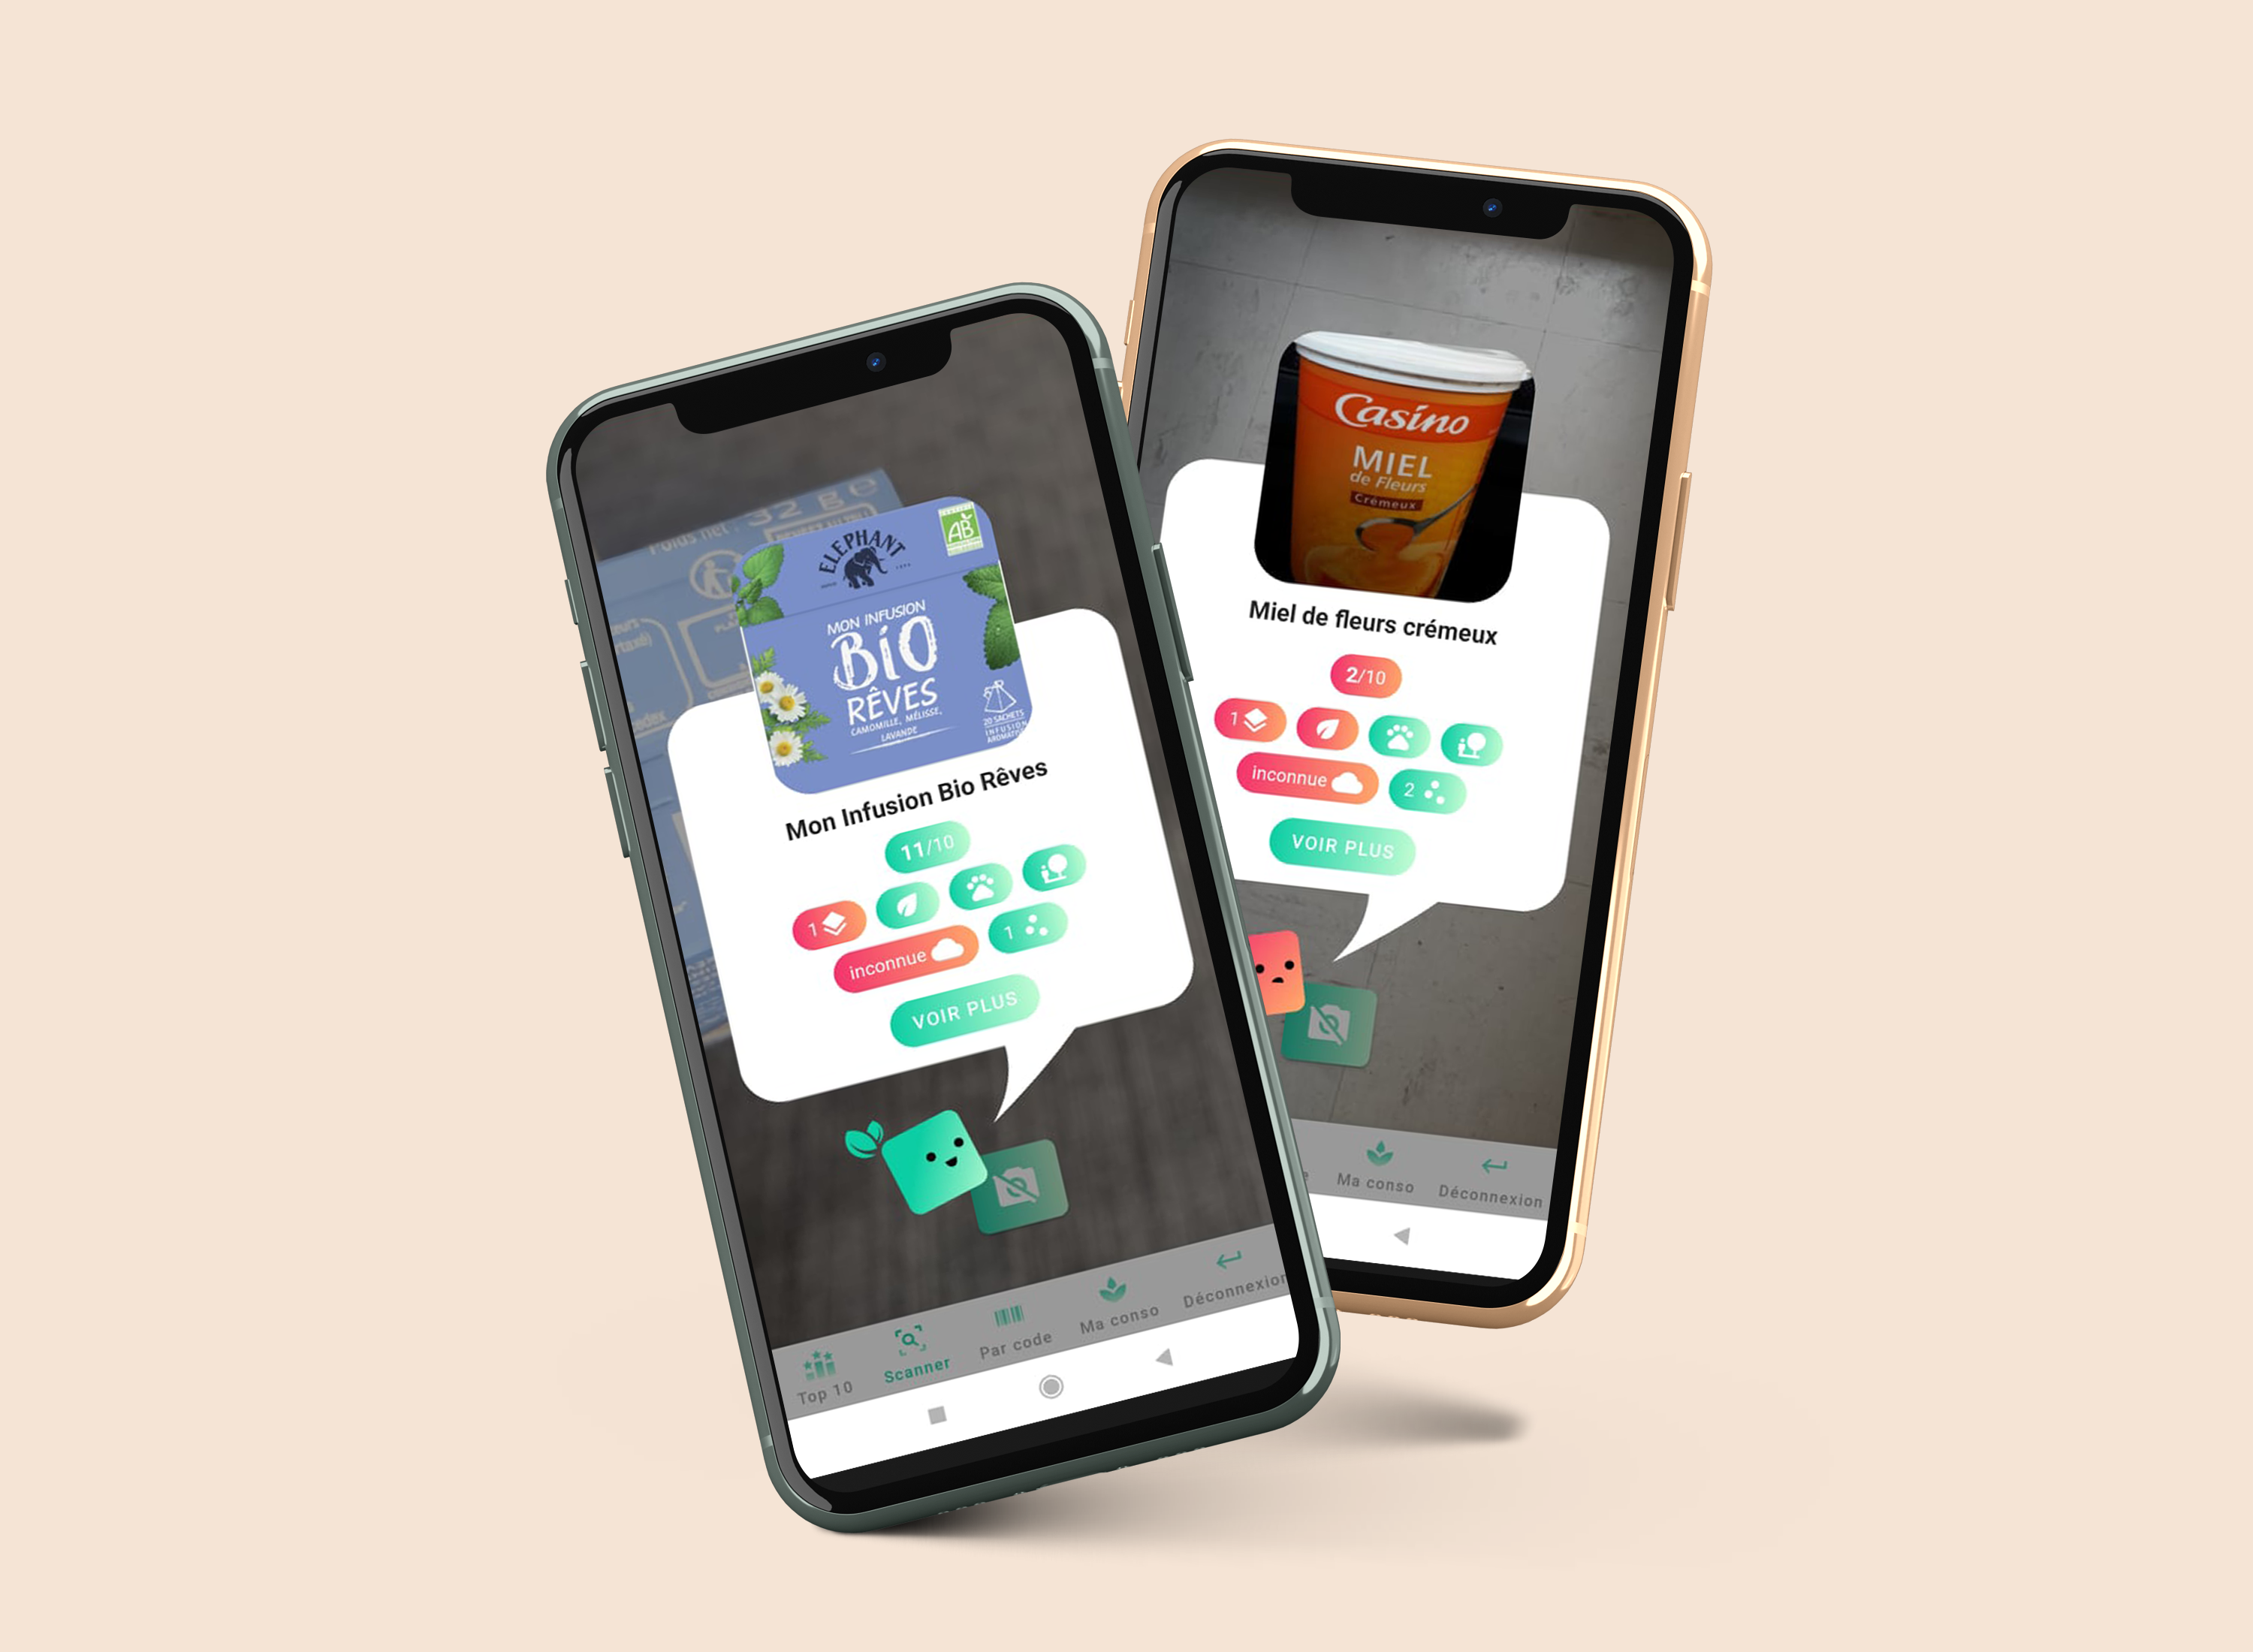 Poids net : 32 g e
ELEPHANT
AB
MON INFUSION
BiO
RÊVES
CAMOMILLE, MÉLISSE,
LAVANDE
20 SACHETS
INFUSION
Mon Infusion Bio Rêves
11/10
1
inconnue
1
VOIR PLUS
Top 10
Scanner
Par code
Ma conso
Déconnexion
Casino
MIEL
de Fleurs
Crémeux
Miel de fleurs crémeux
2/10
1
inconnue
2
VOIR PLUS
Ma conso
Déconnexion